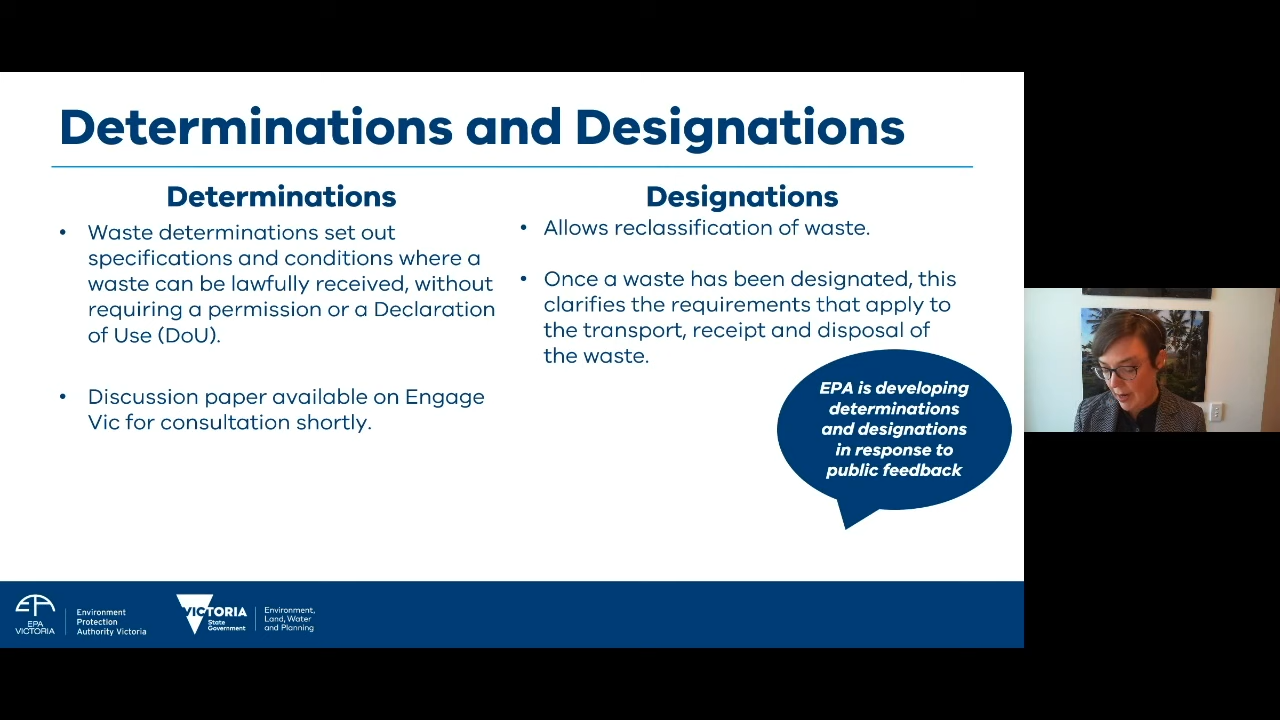 Determinations and Designations
Determinations
• Waste determinations set out
specifications and conditions where a
waste can be lawfully received, without
requiring a permission or a Declaration
of Use (DoU).
• Discussion paper available on Engage
Vic for consultation shortly.
Designations
• Allows reclassification of waste.
• Once a waste has been designated, this
clarifies the requirements that apply to
the transport, receipt and disposal of
the waste.
EPA is developing
determinations
and designations
in response to
public feedback
EPA
VICTORIA
Environment
Protection
Authority Victoria
VICTORIA
State
Government
Environment,
Land, Water
and Planning